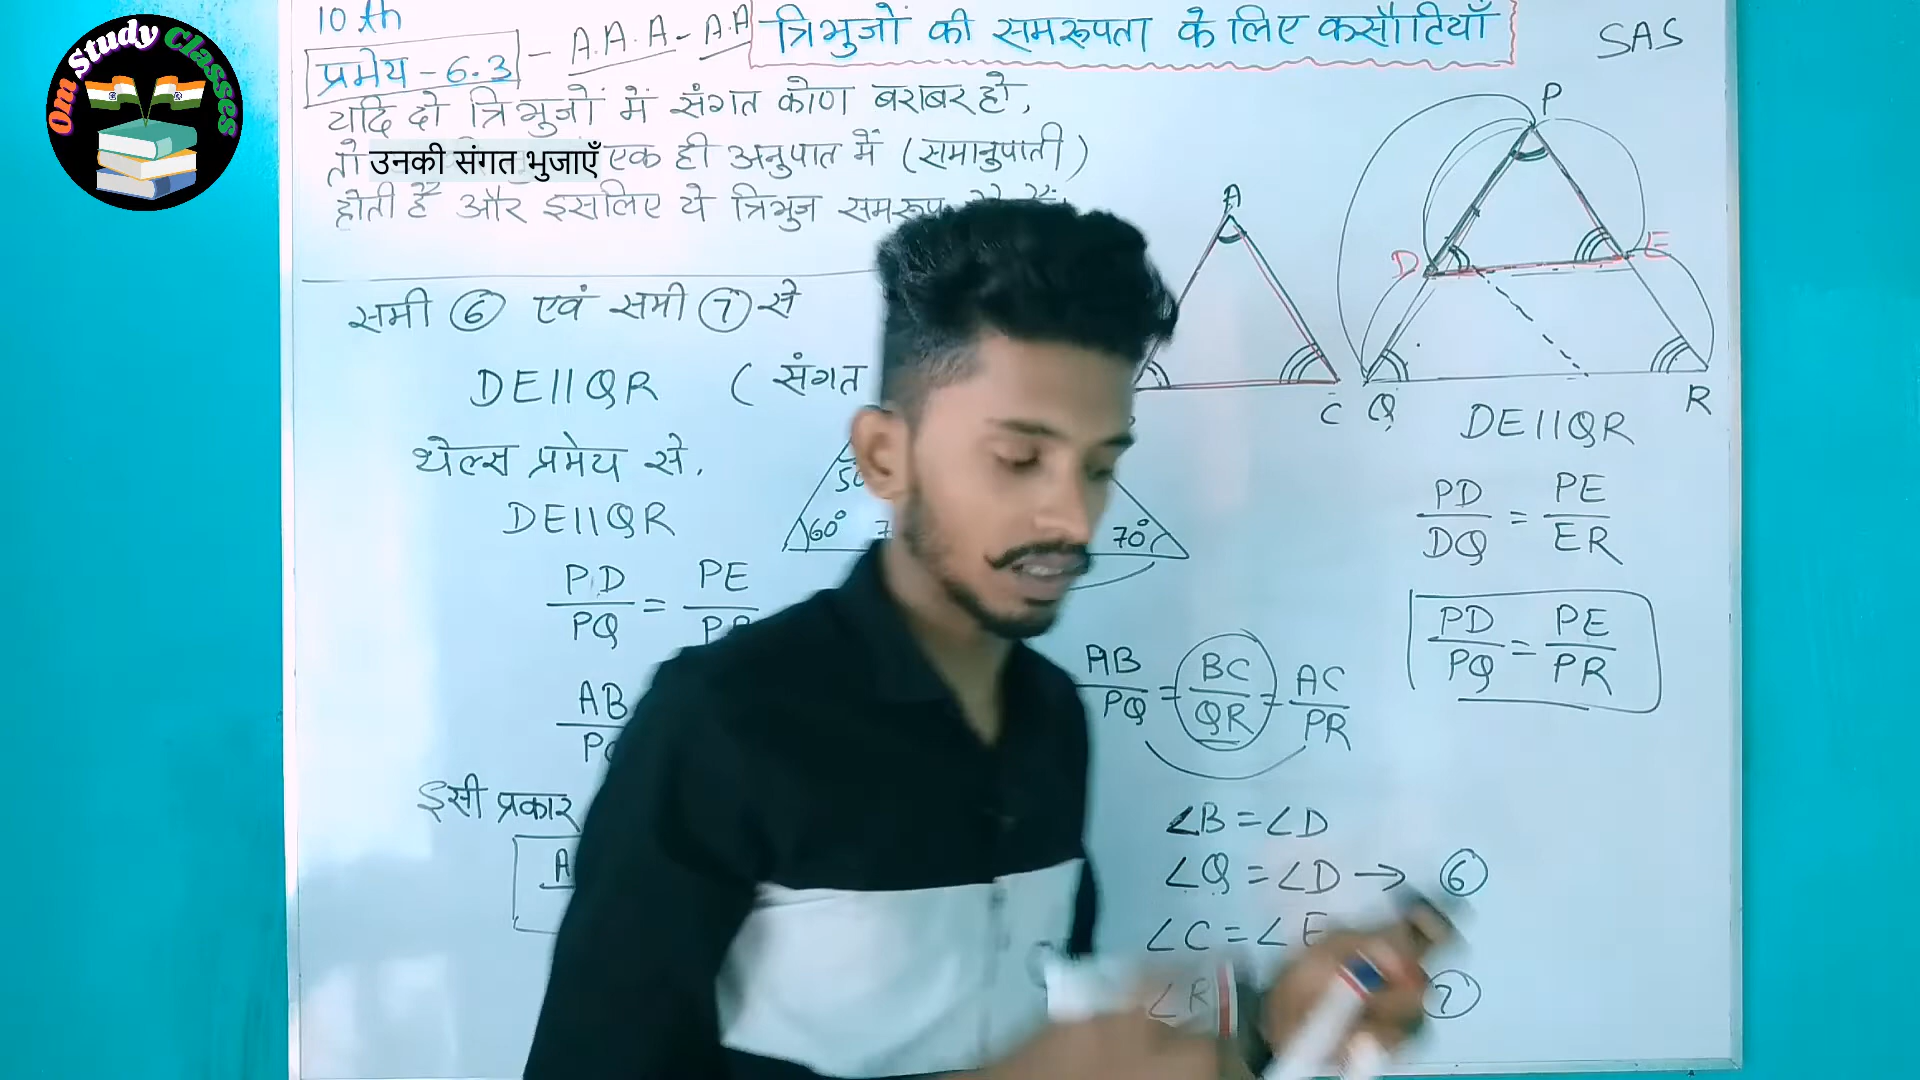 Om Study Classes
10 th
प्रमेय - 6.3 - A.A.A - A.A
त्रिभुजों की समरूपता के लिए कसौटियाँ
SAS
यदि दो त्रिभुजों में संगत कोण बराबर हो,
तो उनकी संगत भुजाएँ एक ही अनुपात में (समानुपाती)
होती हैं और इसलिए ये त्रिभुज समरूप
समी ⑥ एवं समी ⑦ से
DE||QR ( संगत
थेल्स प्रमेय से,
DE||QR
PD/PQ = PE/PR
AB
इसी प्रकार
A
60° 70°
A
C
P
D E
Q R
DE||QR
PD/DQ = PE/ER
PD/PQ = PE/PR
AB/PQ = BC/QR = AC/PR
∠B = ∠D
∠Q = ∠D → ⑥
∠C = ∠E
∠R
⑦